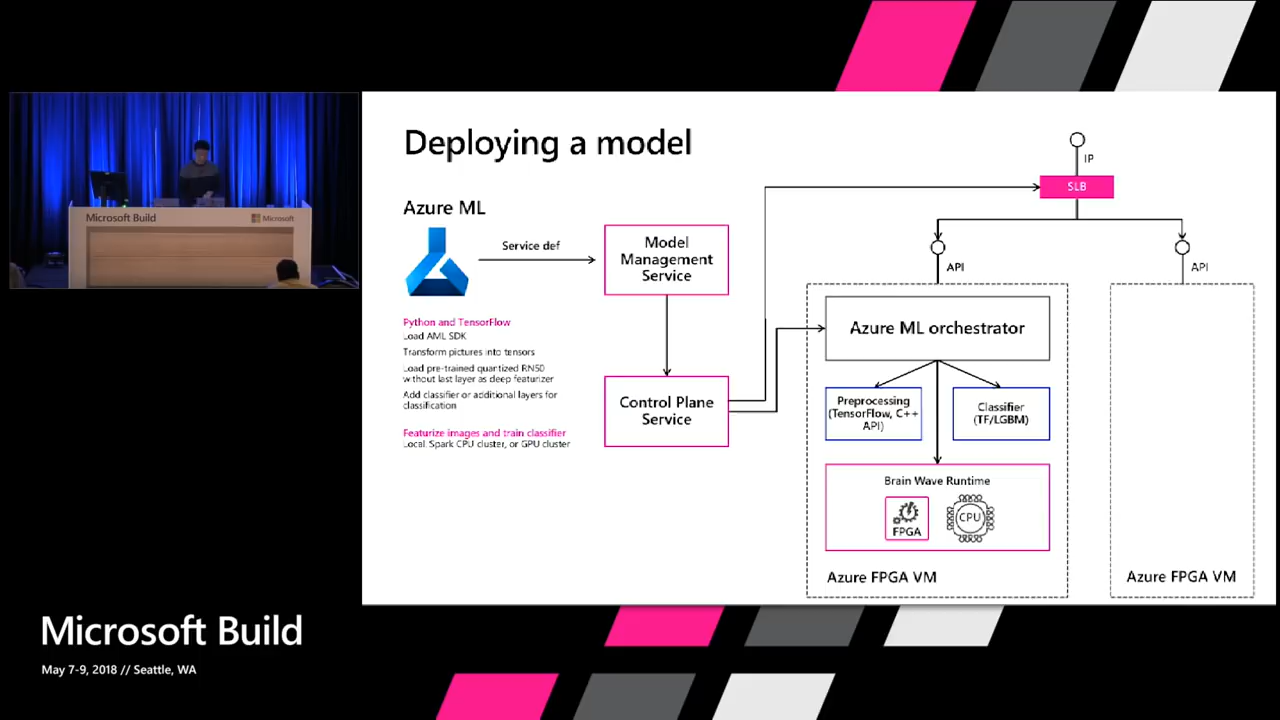 Microsoft Build
Microsoft
Deploying a model
Azure ML
Service def
Python and TensorFlow
Load AML SDK
Transform pictures into tensors
Load pre-trained quantized RN50
without last layer as deep featurizer
Add classifier or additional layers for
classification
Featurize images and train classifier
Local, Spark CPU cluster, or GPU cluster
Model
Management
Service
Control Plane
Service
IP
SLB
API
API
Azure ML orchestrator
Preprocessing
(TensorFlow, C++
API)
Classifier
(TF/LGBM)
Brain Wave Runtime
FPGA
CPU
Azure FPGA VM
Azure FPGA VM
Microsoft Build
May 7-9, 2018 // Seattle, WA